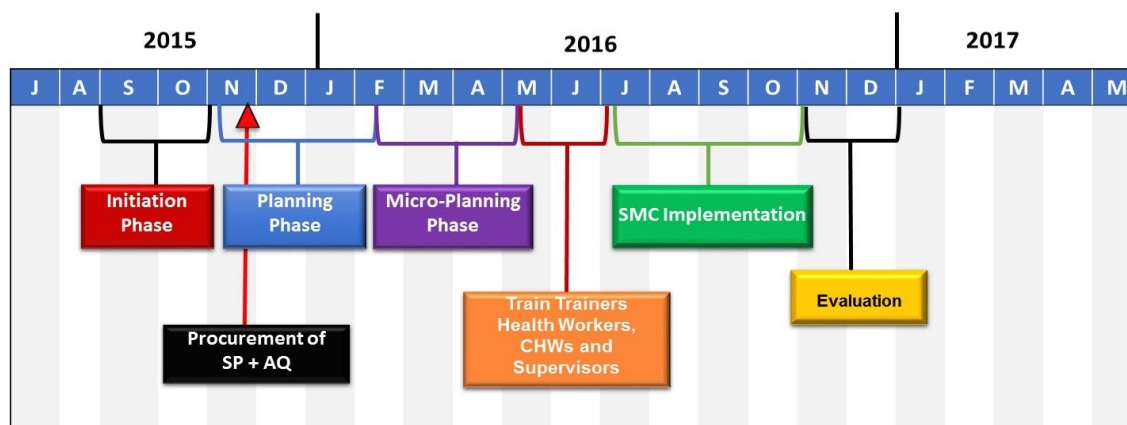 2015 2016 2017
J A S O N D J F M A M J J A S O N D J F M A M
Initiation
Phase
Planning
Phase
Micro-Planning
Phase
SMC Implementation
Procurement of
SP + AQ
Train Trainers
Health Workers,
CHWs and
Supervisors
Evaluation